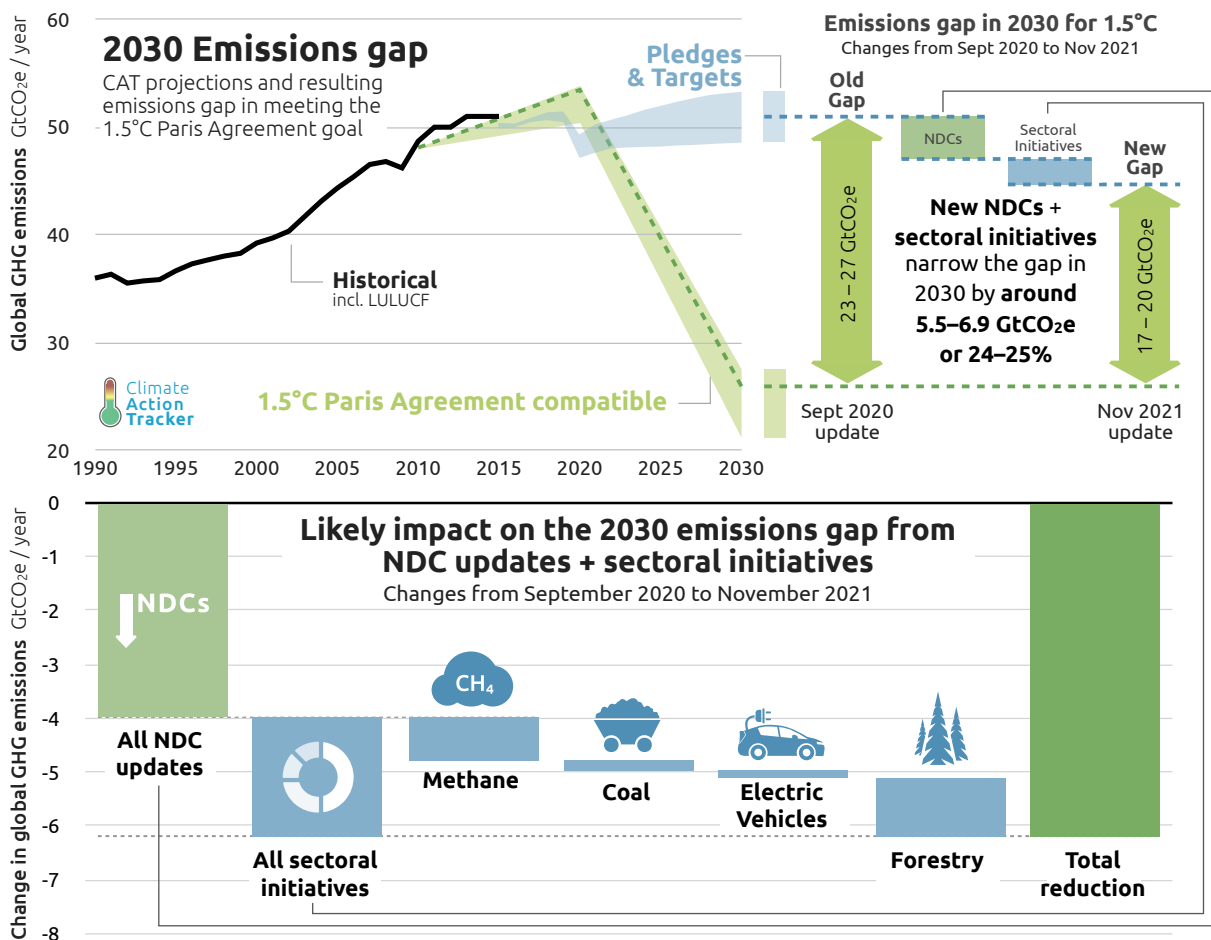 Global GHG emissions GtCO₂e / year
60
50
40
30
20
2030 Emissions gap
CAT projections and resulting
emissions gap in meeting the
1.5°C Paris Agreement goal
Historical
incl. LULUCF
Pledges
& Targets
1.5°C Paris Agreement compatible
Climate
Action
Tracker
1990 1995 2000 2005 2010 2015 2020 2025 2030
Emissions gap in 2030 for 1.5°C
Changes from Sept 2020 to Nov 2021
Old
Gap
NDCs
Sectoral
Initiatives
New
Gap
23 – 27 GtCO₂e
New NDCs +
sectoral initiatives
narrow the gap in
2030 by around
5.5–6.9 GtCO₂e
or 24–25%
17 – 20 GtCO₂e
Sept 2020
update
Nov 2021
update
Change in global GHG emissions GtCO₂e / year
0
-1
-2
-3
-4
-5
-6
-7
-8
Likely impact on the 2030 emissions gap from
NDC updates + sectoral initiatives
Changes from September 2020 to November 2021
NDCs
CH₄
All NDC
updates
Methane
Coal
Electric
Vehicles
All sectoral
initiatives
Forestry
Total
reduction